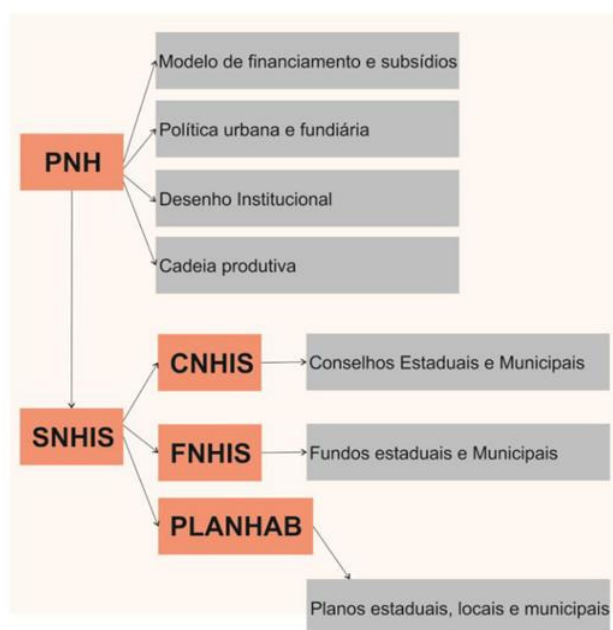 Modelo de financiamento e subsídios
Política urbana e fundiária
PNH
Desenho Institucional
Cadeia produtiva
CNHIS
Conselhos Estaduais e Municipais
SNHIS
FNHIS
Fundos estaduais e Municipais
PLANHAB
Planos estaduais, locais e municipais